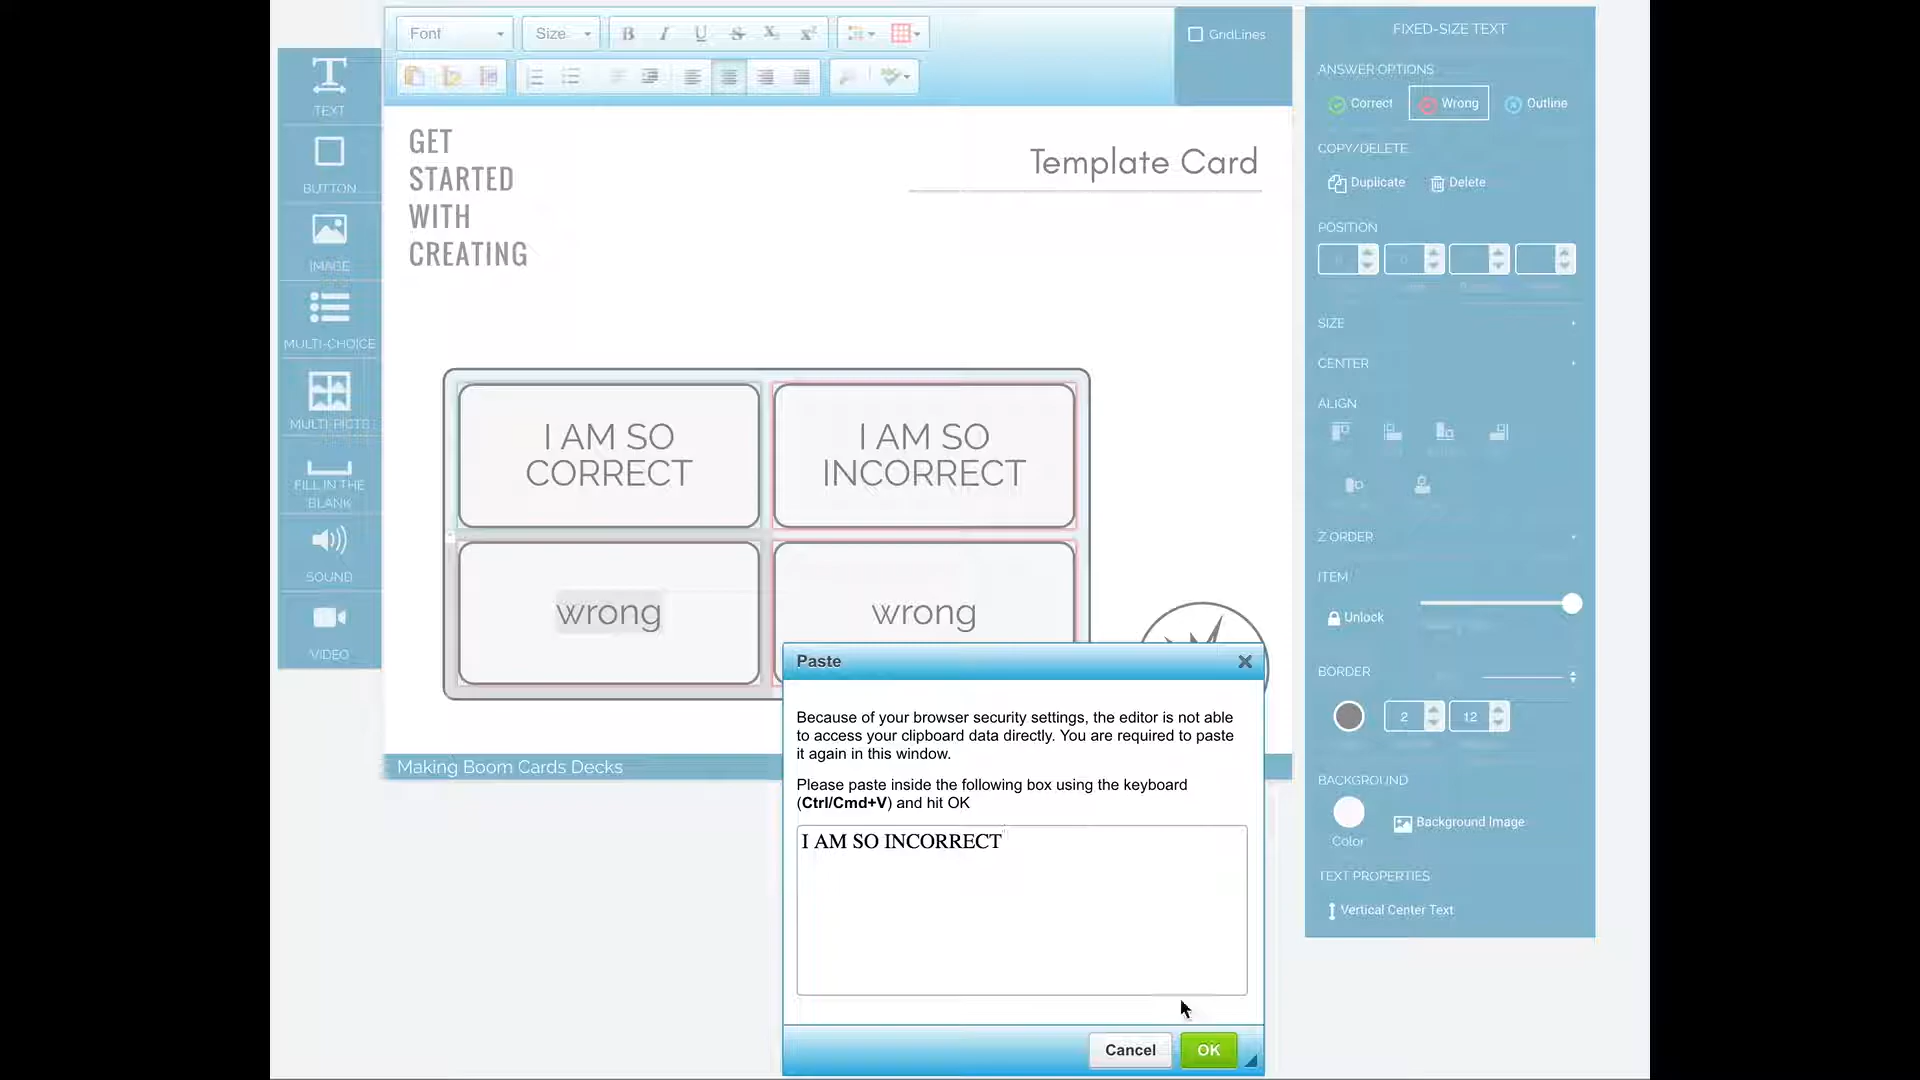 Font
Size
B I U S X₂ x²
GridLines
FIXED-SIZE TEXT
TEXT
BUTTON
IMAGE
MULTI-CHOICE
MULTI-PICTS
FILL IN THE
BLANK
SOUND
VIDEO
GET
STARTED
WITH
CREATING
Template Card
I AM SO
CORRECT
I AM SO
INCORRECT
wrong
wrong
Making Boom Cards Decks
Paste
Because of your browser security settings, the editor is not able
to access your clipboard data directly. You are required to paste
it again in this window.
Please paste inside the following box using the keyboard
(Ctrl/Cmd+V) and hit OK
I AM SO INCORRECT
Cancel
OK
ANSWER OPTIONS
Correct
Wrong
Outline
COPY/DELETE
Duplicate
Delete
POSITION
SIZE
CENTER
ALIGN
Z ORDER
ITEM
Unlock
BORDER
2
12
BACKGROUND
Background Image
Color
TEXT PROPERTIES
Vertical Center Text